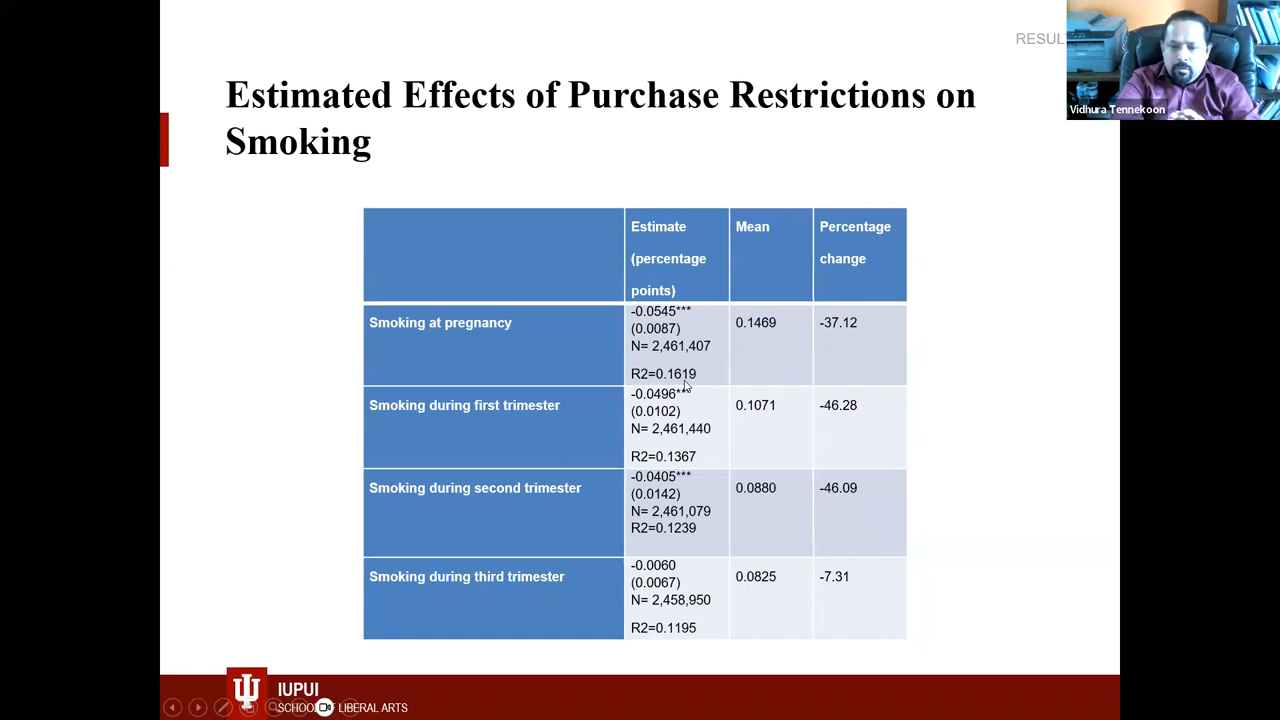 RESUL
Vidhura Tennekoon
Estimated Effects of Purchase Restrictions on
Smoking
Estimate
(percentage
points)
Mean
Percentage
change
Smoking at pregnancy
-0.0545***
(0.0087)
N= 2,461,407
R2=0.1619
0.1469
-37.12
Smoking during first trimester
-0.0496***
(0.0102)
N= 2,461,440
R2=0.1367
0.1071
-46.28
Smoking during second trimester
-0.0405***
(0.0142)
N= 2,461,079
R2=0.1239
0.0880
-46.09
Smoking during third trimester
-0.0060
(0.0067)
N= 2,458,950
R2=0.1195
0.0825
-7.31
IUPUI
LIBERAL ARTS